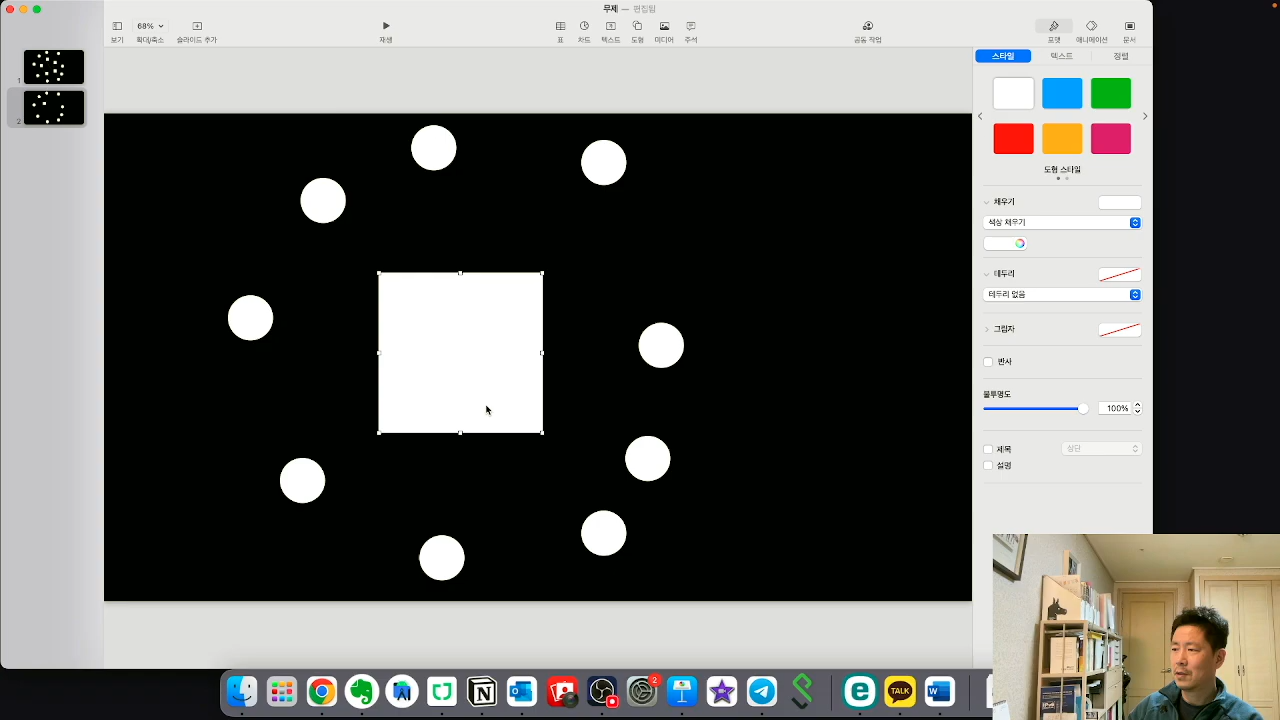 무제 — 편집됨
68%
보기
확대/축소
슬라이드 추가
재생
표
차트
텍스트
도형
미디어
주석
공동 작업
포맷
애니메이션
문서
1
2
스타일
텍스트
정렬
도형 스타일
채우기
색상 채우기
테두리
테두리 없음
그림자
반사
불투명도
100%
제목
상단
설명
2
TALK